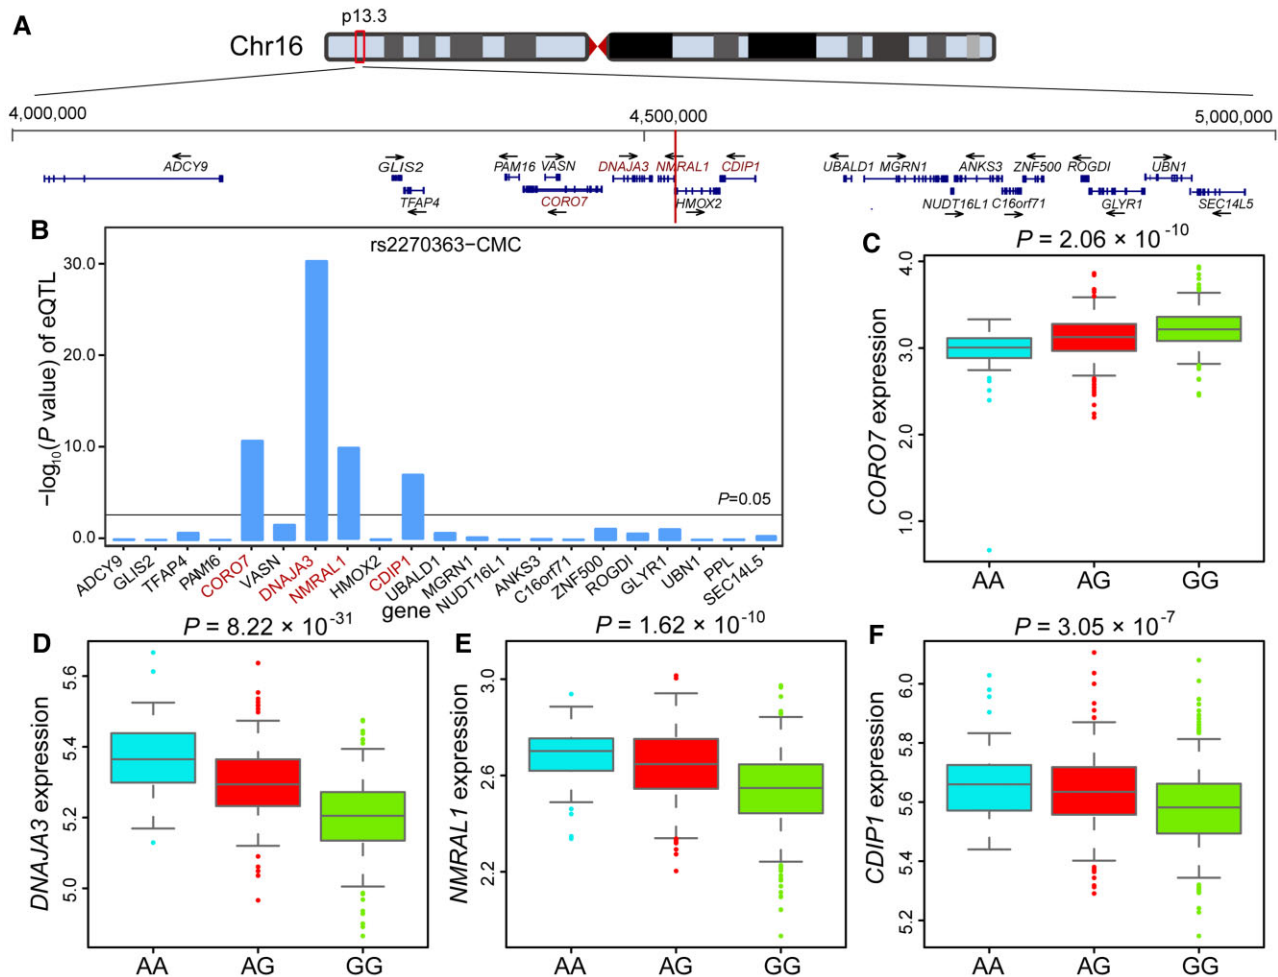 A
p13.3
Chr16
4,000,000 4,500,000 5,000,000
ADCY9 GLIS2 PAM16 VASN DNAJA3 NMRAL1 CDIP1 UBALD1 MGRN1 ANKS3 ZNF500 ROGDI UBN1
TFAP4 CORO7 HMOX2 NUDT16L1 C16orf71 GLYR1 SEC14L5
B
rs2270363-CMC
−log10(P value) of eQTL
30.0
20.0
10.0
0.0
P=0.05
ADCY9 GLIS2 TFAP4 PAM16 CORO7 VASN DNAJA3 NMRAL1 HMOX2 CDIP1 UBALD1 MGRN1 NUDT16L1 ANKS3 C16orf71 ZNF500 ROGDI GLYR1 UBN1 PPL SEC14L5
gene
C
P = 2.06 × 10-10
CORO7 expression
4.0
3.0
2.0
1.0
AA AG GG
D
P = 8.22 × 10-31
DNAJA3 expression
5.6
5.4
5.2
5.0
AA AG GG
E
P = 1.62 × 10-10
NMRAL1 expression
3.0
2.6
2.2
AA AG GG
F
P = 3.05 × 10-7
CDIP1 expression
6.0
5.8
5.6
5.4
5.2
AA AG GG